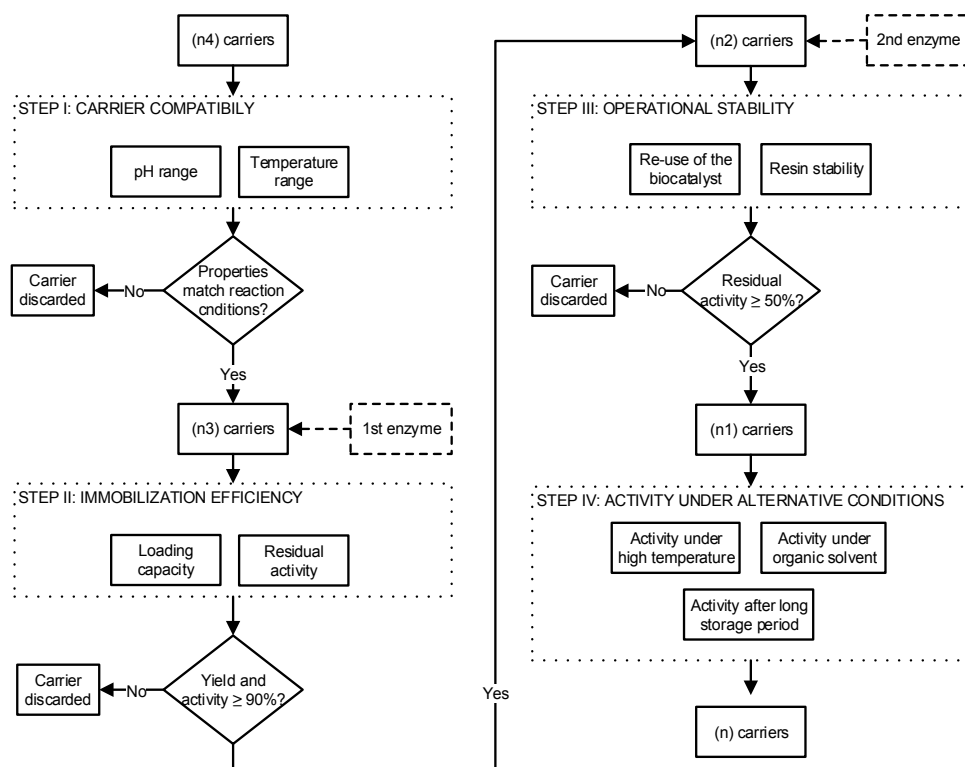 (n4) carriers
STEP I: CARRIER COMPATIBILY
pH range
Temperature
range
Properties
match reaction
cnditions?
No
Carrier
discarded
Yes
(n3) carriers
1st enzyme
STEP II: IMMOBILIZATION EFFICIENCY
Loading
capacity
Residual
activity
Yield and
activity ≥ 90%?
No
Carrier
discarded
Yes
(n2) carriers
2nd enzyme
STEP III: OPERATIONAL STABILITY
Re-use of the
biocatalyst
Resin stability
Residual
activity ≥ 50%?
No
Carrier
discarded
Yes
(n1) carriers
STEP IV: ACTIVITY UNDER ALTERNATIVE CONDITIONS
Activity under
high temperature
Activity under
organic solvent
Activity after long
storage period
(n) carriers